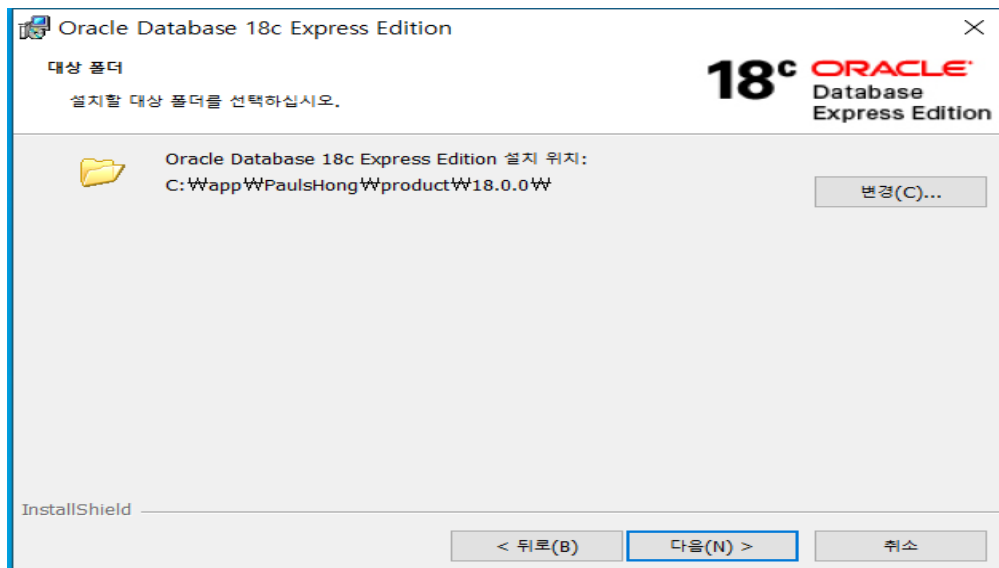 Oracle Database 18c Express Edition
대상 폴더
설치할 대상 폴더를 선택하십시오.
18c ORACLE
Database
Express Edition
Oracle Database 18c Express Edition 설치 위치:
C:₩app₩PaulsHong₩product₩18.0.0₩
변경(C)...
InstallShield
< 뒤로(B)
다음(N) >
취소